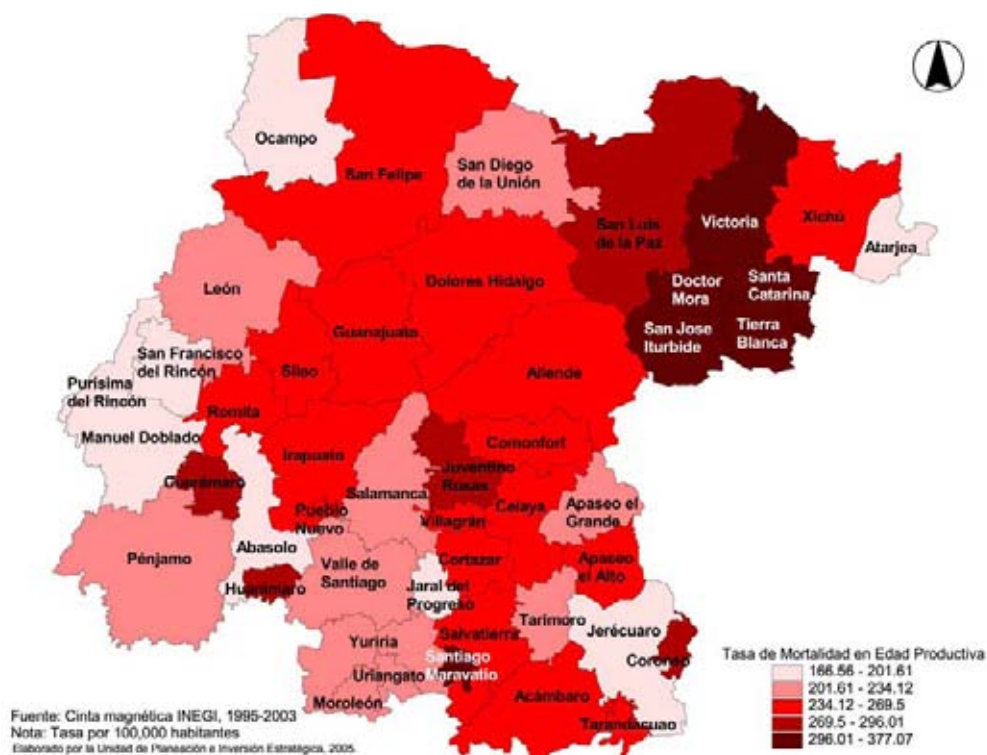 Ocampo
San Felipe
San Diego
de la Unión
San Luis
de la Paz
Victoria
Xichú
Atarjea
León
Dolores Hidalgo
Doctor
Mora
Santa
Catarina
Guanajuato
San Jose
Iturbide
Tierra
Blanca
San Francisco
del Rincón
Silao
Allende
Purísima
del Rincón
Romita
Manuel Doblado
Irapuato
Comonfort
Cuerámaro
Juventino
Rosas
Salamanca
Celaya
Apaseo el
Grande
Pueblo
Nuevo
Villagrán
Pénjamo
Abasolo
Valle de
Santiago
Cortazar
Apaseo
el Alto
Huanimaro
Jaral del
Progreso
Tarimoro
Jerécuaro
Yuriria
Salvatierra
Coroneo
Santiago
Maravatio
Uriangato
Moroleón
Acámbaro
Tarandacuao
Tasa de Mortalidad en Edad Productiva
166.56 - 201.61
201.61 - 234.12
234.12 - 269.5
269.5 - 296.01
296.01 - 377.07
Fuente: Cinta magnética INEGI, 1995-2003
Nota: Tasa por 100,000 habitantes
Elaborado por la Unidad de Planeación e Inversión Estratégica, 2005.